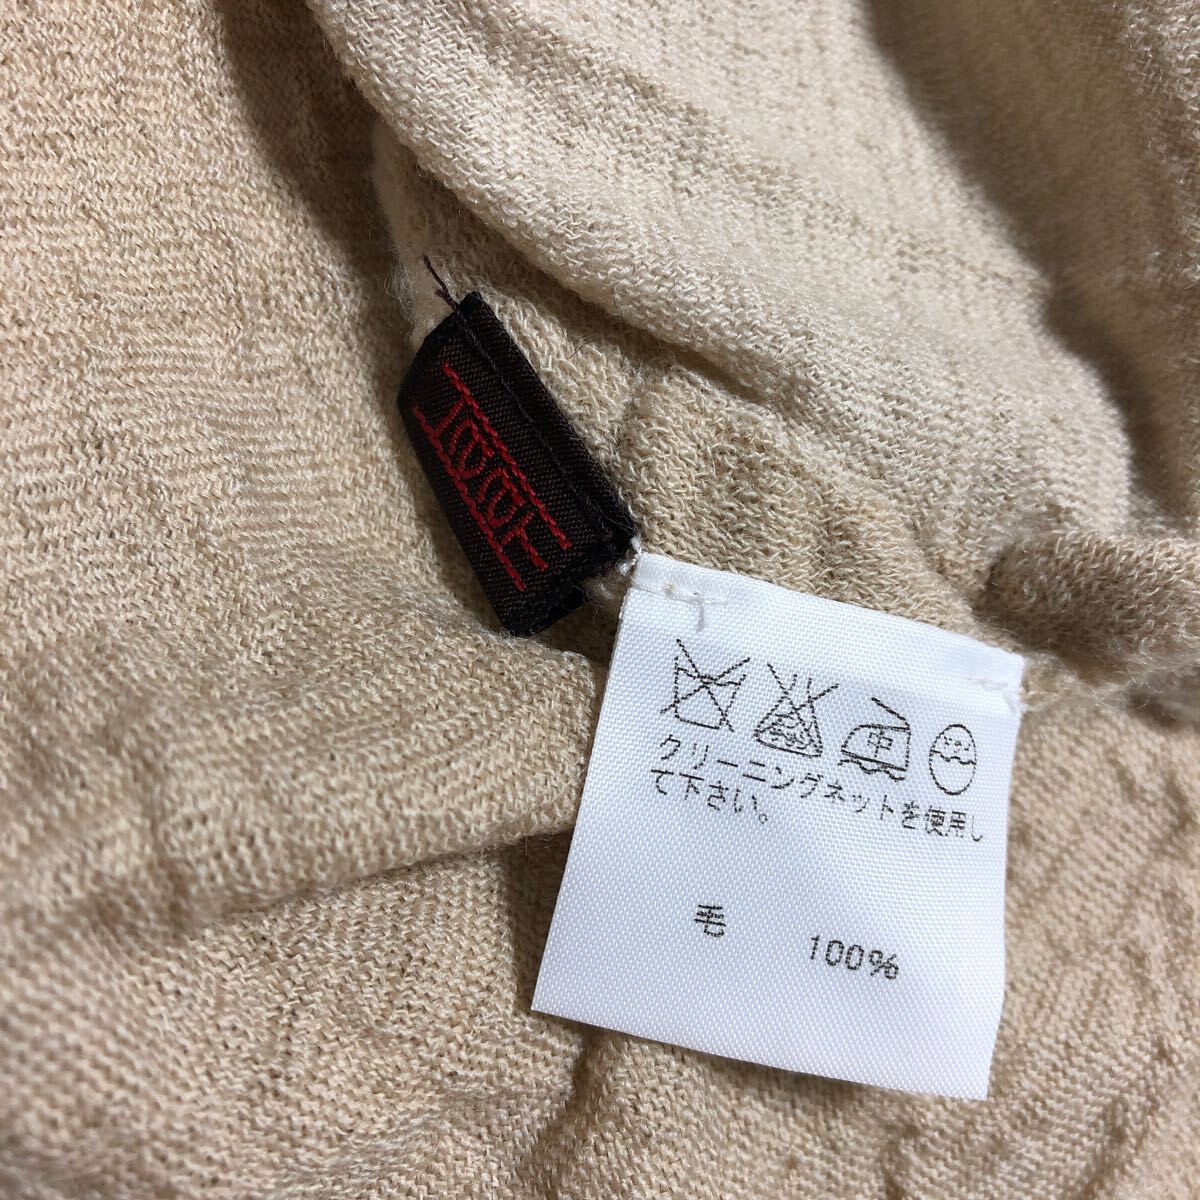 中
クリーニングネットを使用し
て下さい。
毛 100%